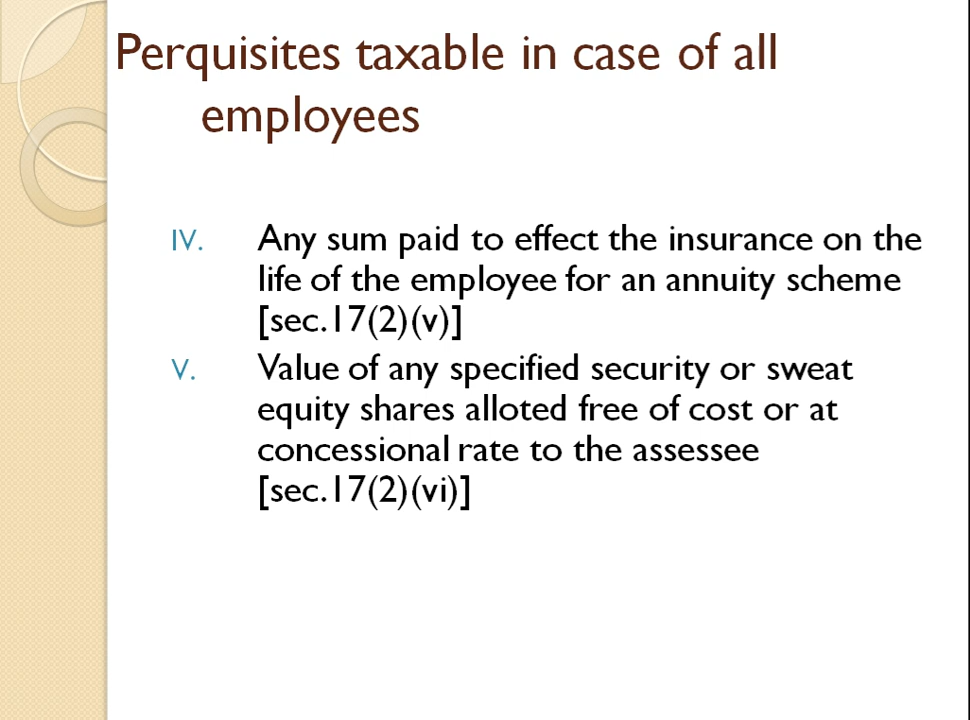 Perquisites taxable in case of all
employees
IV. Any sum paid to effect the insurance on the
life of the employee for an annuity scheme
[sec.17(2)(v)]
V. Value of any specified security or sweat
equity shares alloted free of cost or at
concessional rate to the assessee
[sec.17(2)(vi)]